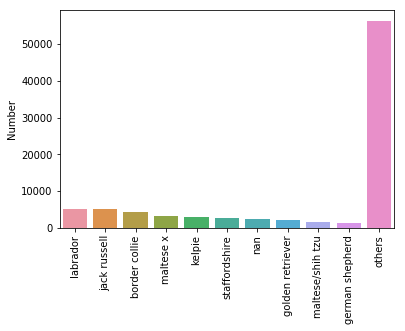 50000
40000
30000
20000
10000
0
Number
labrador
jack russell
border collie
maltese x
kelpie
staffordshire
nan
golden retriever
maltese/shih tzu
german shepherd
others